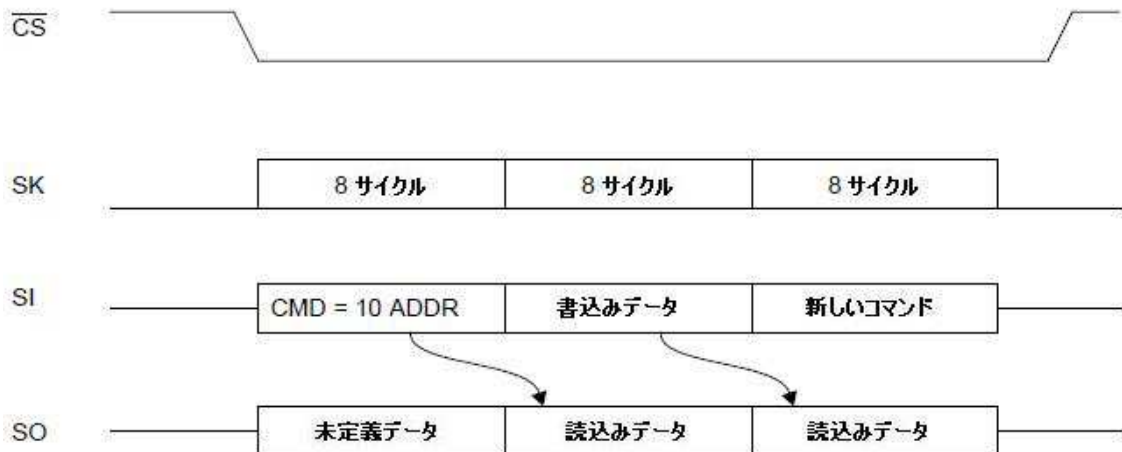 C̅S̅
SK 8 サイクル 8 サイクル 8 サイクル
SI CMD = 10 ADDR 書込みデータ 新しいコマンド
SO 未定義データ 読込みデータ 読込みデータ